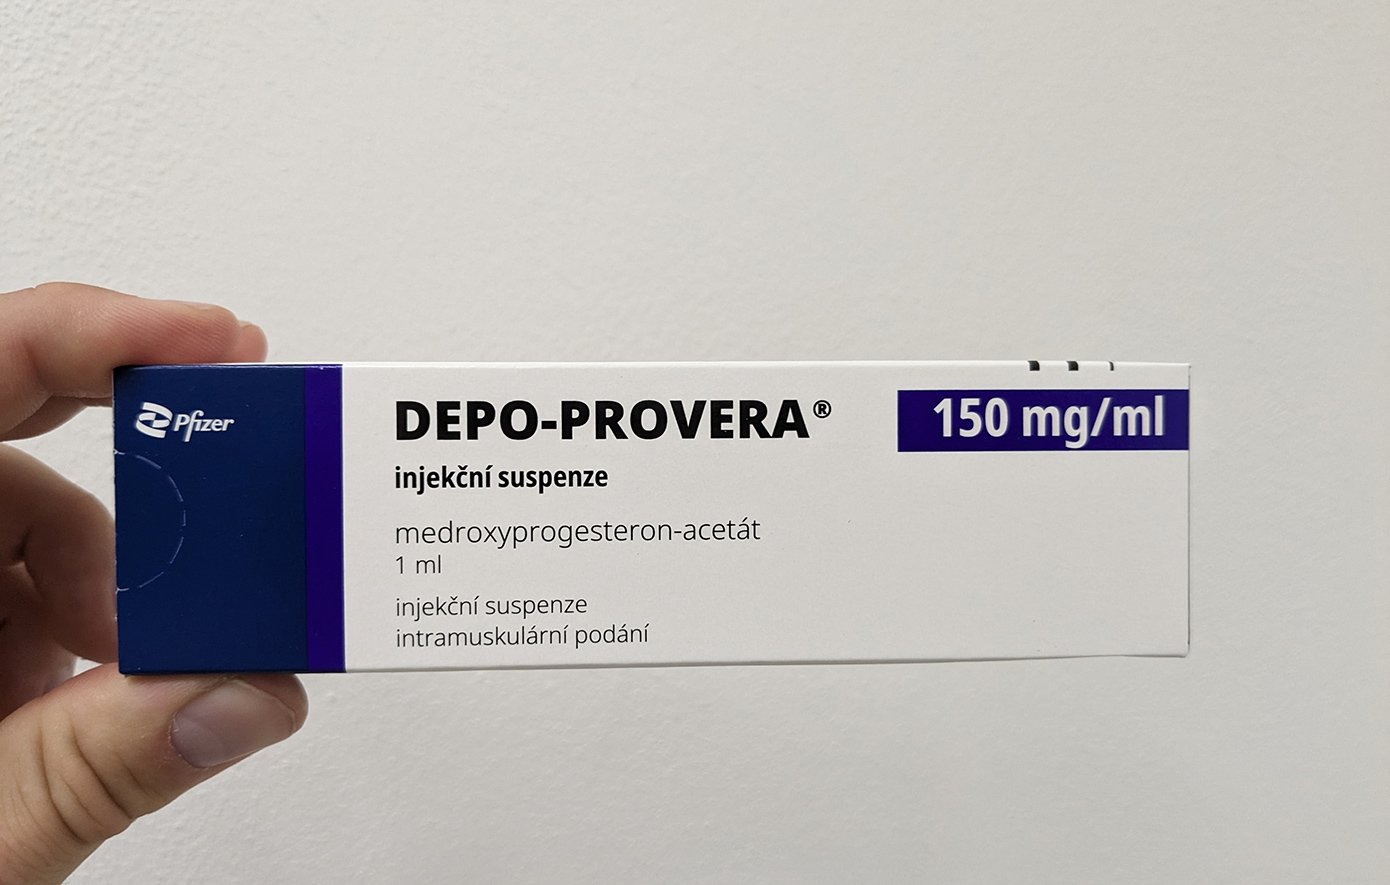 Pfizer
DEPO-PROVERA®
150 mg/ml
injekční suspenze
medroxyprogesteron-acetát
1 ml
injekční suspenze
intramuskulární podání